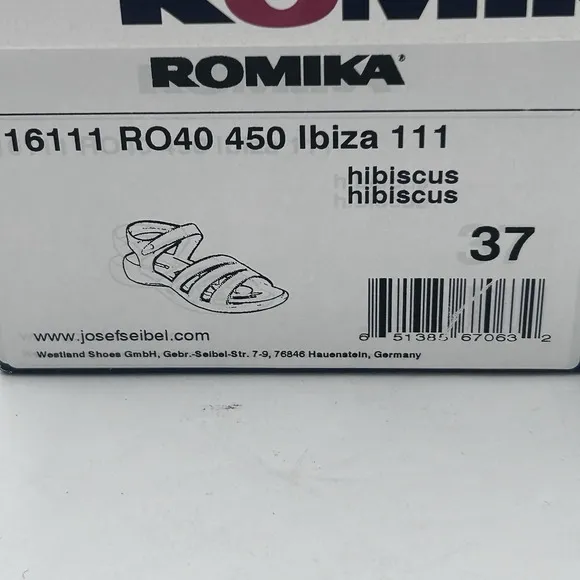 ROMIKA
ROMIKA
16111 RO40 450 Ibiza 111
hibiscus
hibiscus
37
www.josefseibel.com
6 51385 67063 2
Westland Shoes GmbH, Gebr.-Seibel-Str. 7-9, 76846 Hauenstein, Germany